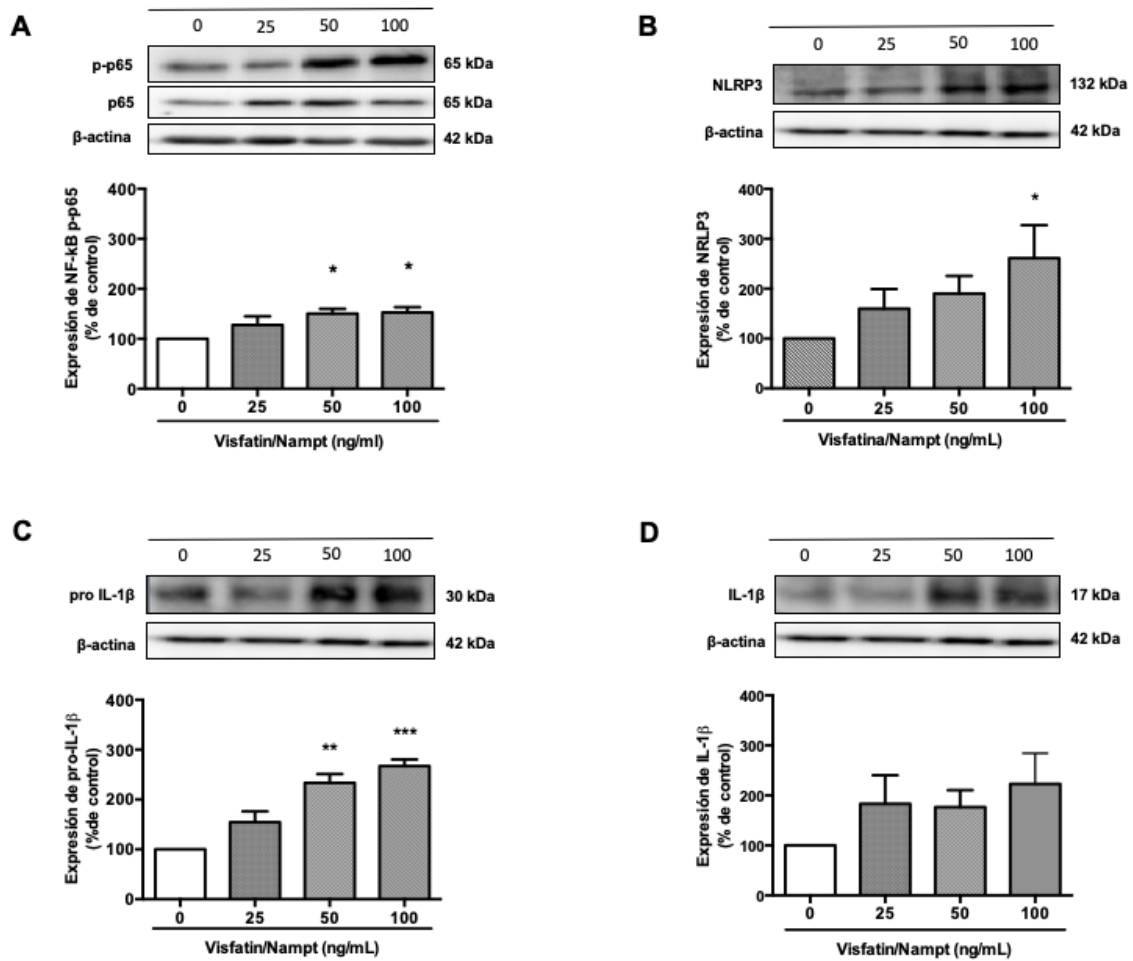 A
0 25 50 100
p-p65 65 kDa
p65 65 kDa
β-actina 42 kDa
Expresión de NF-kB p-p65
(% de control)
400
300
200
100
0
*
*
0 25 50 100
Visfatin/Nampt (ng/ml)
B
0 25 50 100
NLRP3 132 kDa
β-actina 42 kDa
Expresión de NRLP3
(% de control)
400
300
200
100
0
*
0 25 50 100
Visfatina/Nampt (ng/mL)
C
0 25 50 100
pro IL-1β 30 kDa
β-actina 42 kDa
Expresión de pro-IL-1β
(%de control)
400
300
200
100
0
**
***
0 25 50 100
Visfatin/Nampt (ng/mL)
D
0 25 50 100
IL-1β 17 kDa
β-actina 42 kDa
Expresión de IL-1β
(% de control)
400
300
200
100
0
0 25 50 100
Visfatin/Nampt (ng/mL)